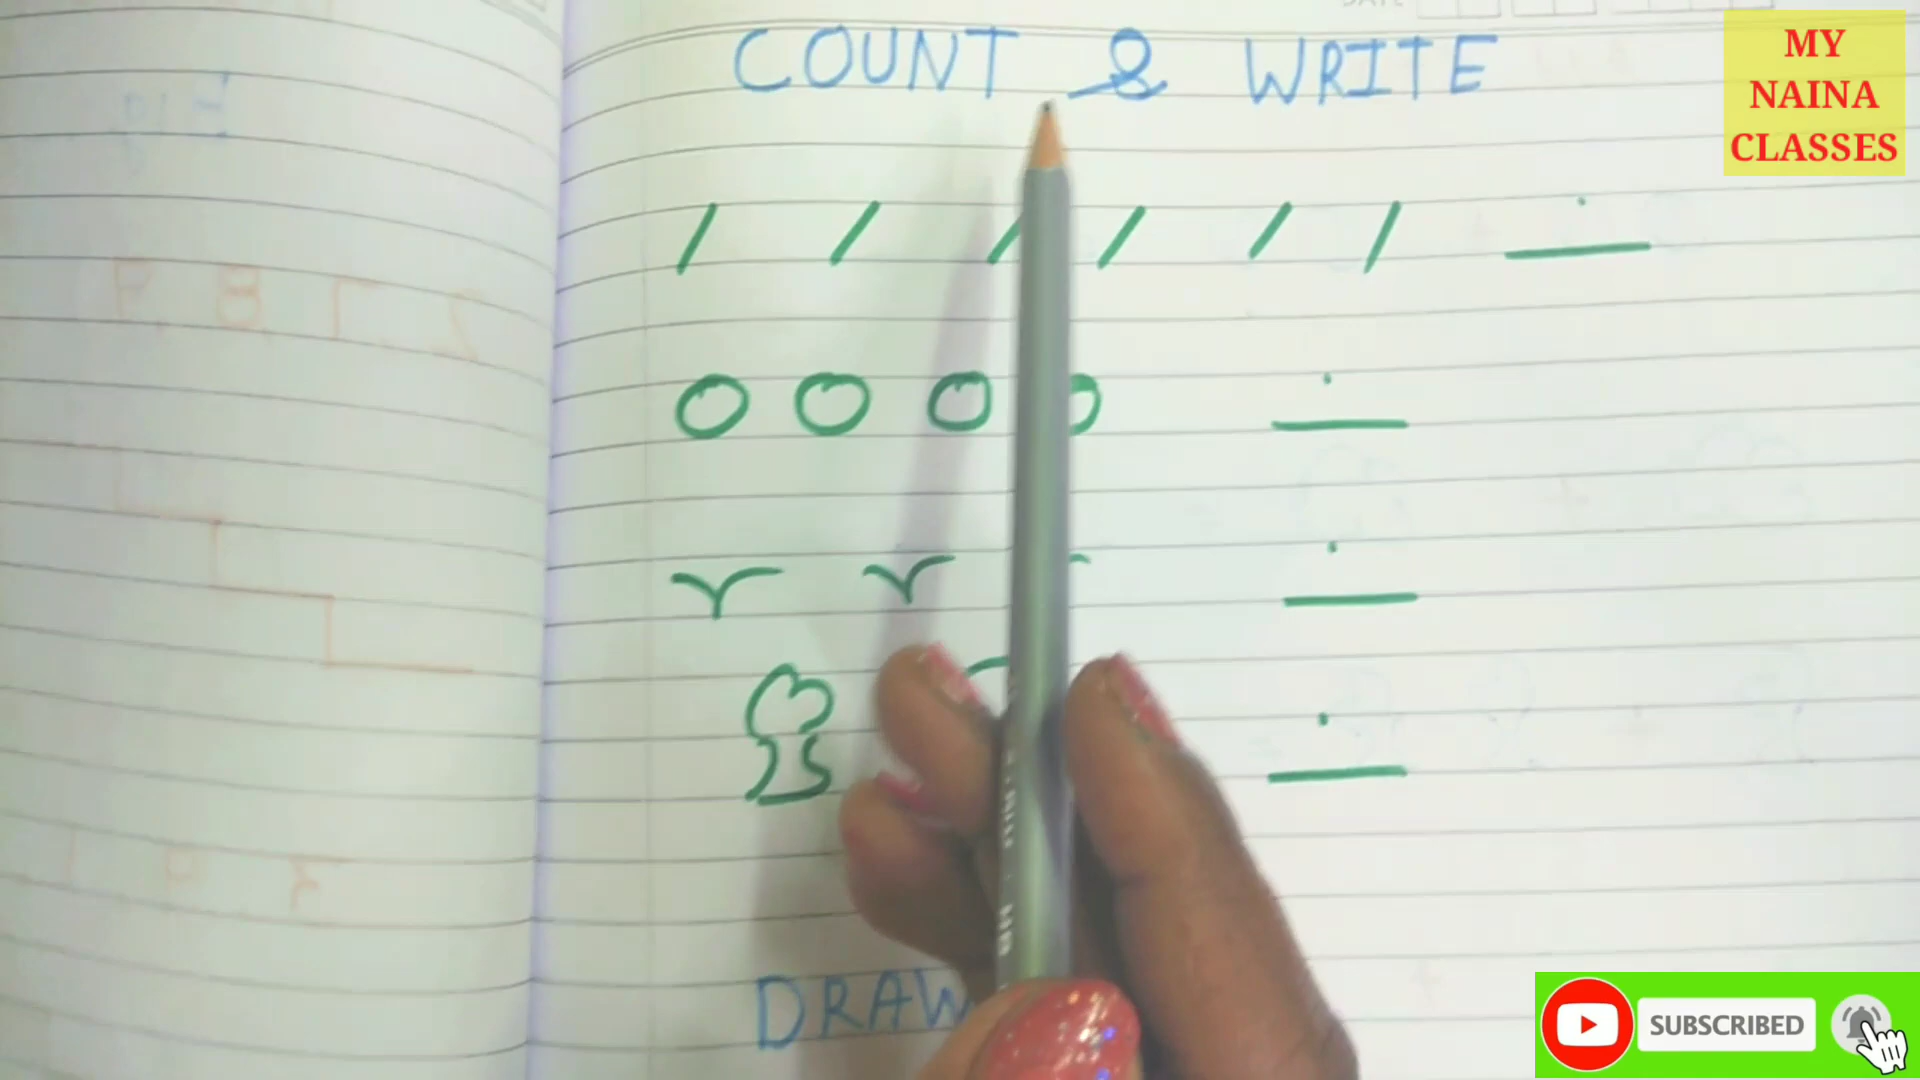 COUNT & WRITE
MY
NAINA
CLASSES
DRAW
SUBSCRIBED